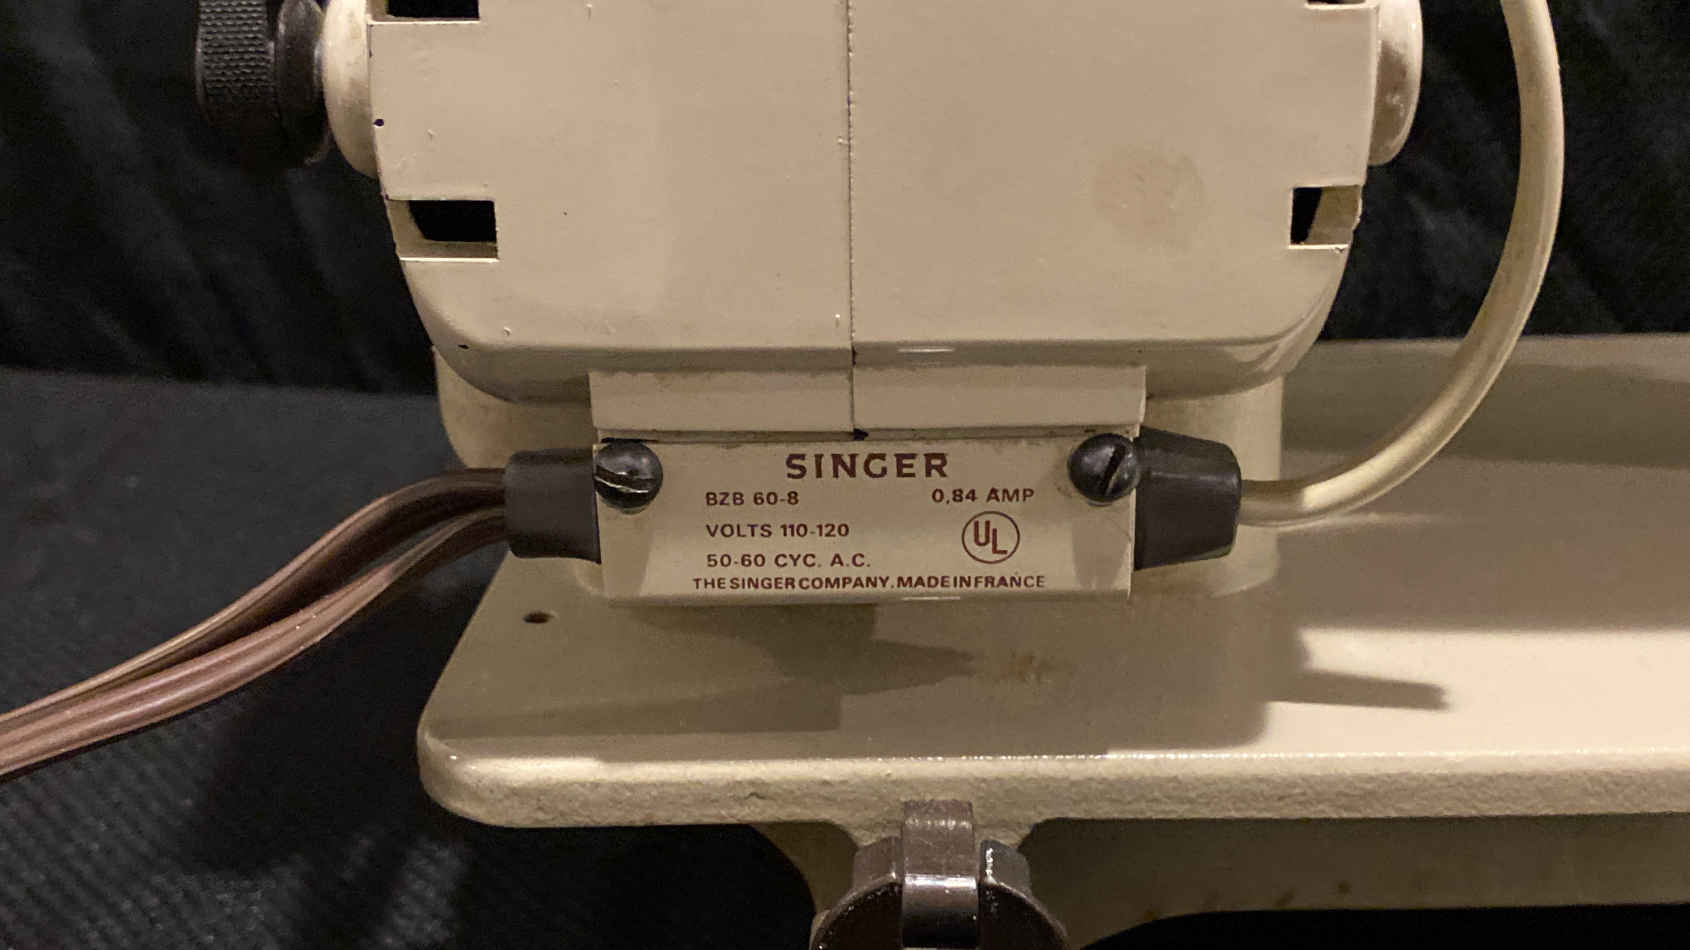 SINGER
BZB 60-8 0,84 AMP
VOLTS 110-120 UL
50-60 CYC. A.C.
THE SINGER COMPANY. MADE IN FRANCE